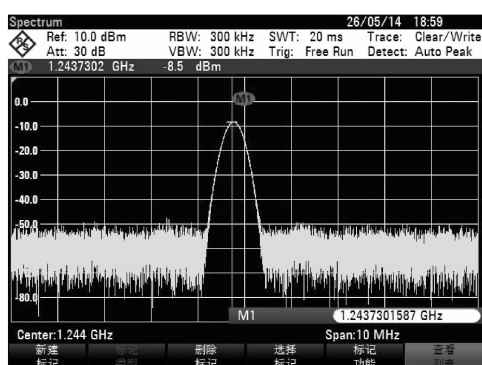 Spectrum 26/05/14 18:59
Ref: 10.0 dBm RBW: 300 kHz SWT: 20 ms Trace: Clear/Write
Att: 30 dB VBW: 300 kHz Trig: Free Run Detect: Auto Peak
M1 1.2437302 GHz -8.5 dBm
M1
0.0
-10.0
-20.0
-30.0
-40.0
-50.0
-80.0
M1 1.2437301587 GHz
Center:1.244 GHz Span:10 MHz
新建 标记 删除 选择 标记 查看
标记 类型 标记 标记 功能 列表